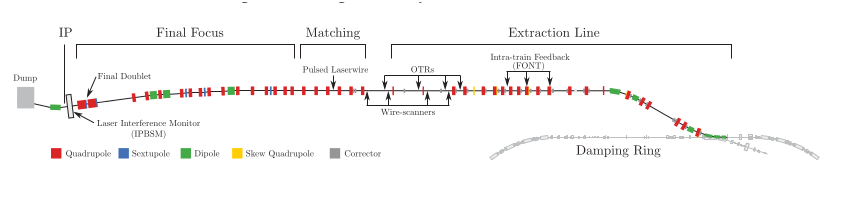 IP
Final Focus
Matching
Extraction Line
Dump
Final Doublet
Pulsed Laserwire
OTRs
Intra-train Feedback
(FONT)
Wire-scanners
Laser Interference Monitor
(IPBSM)
Damping Ring
Quadrupole
Sextupole
Dipole
Skew Quadrupole
Corrector